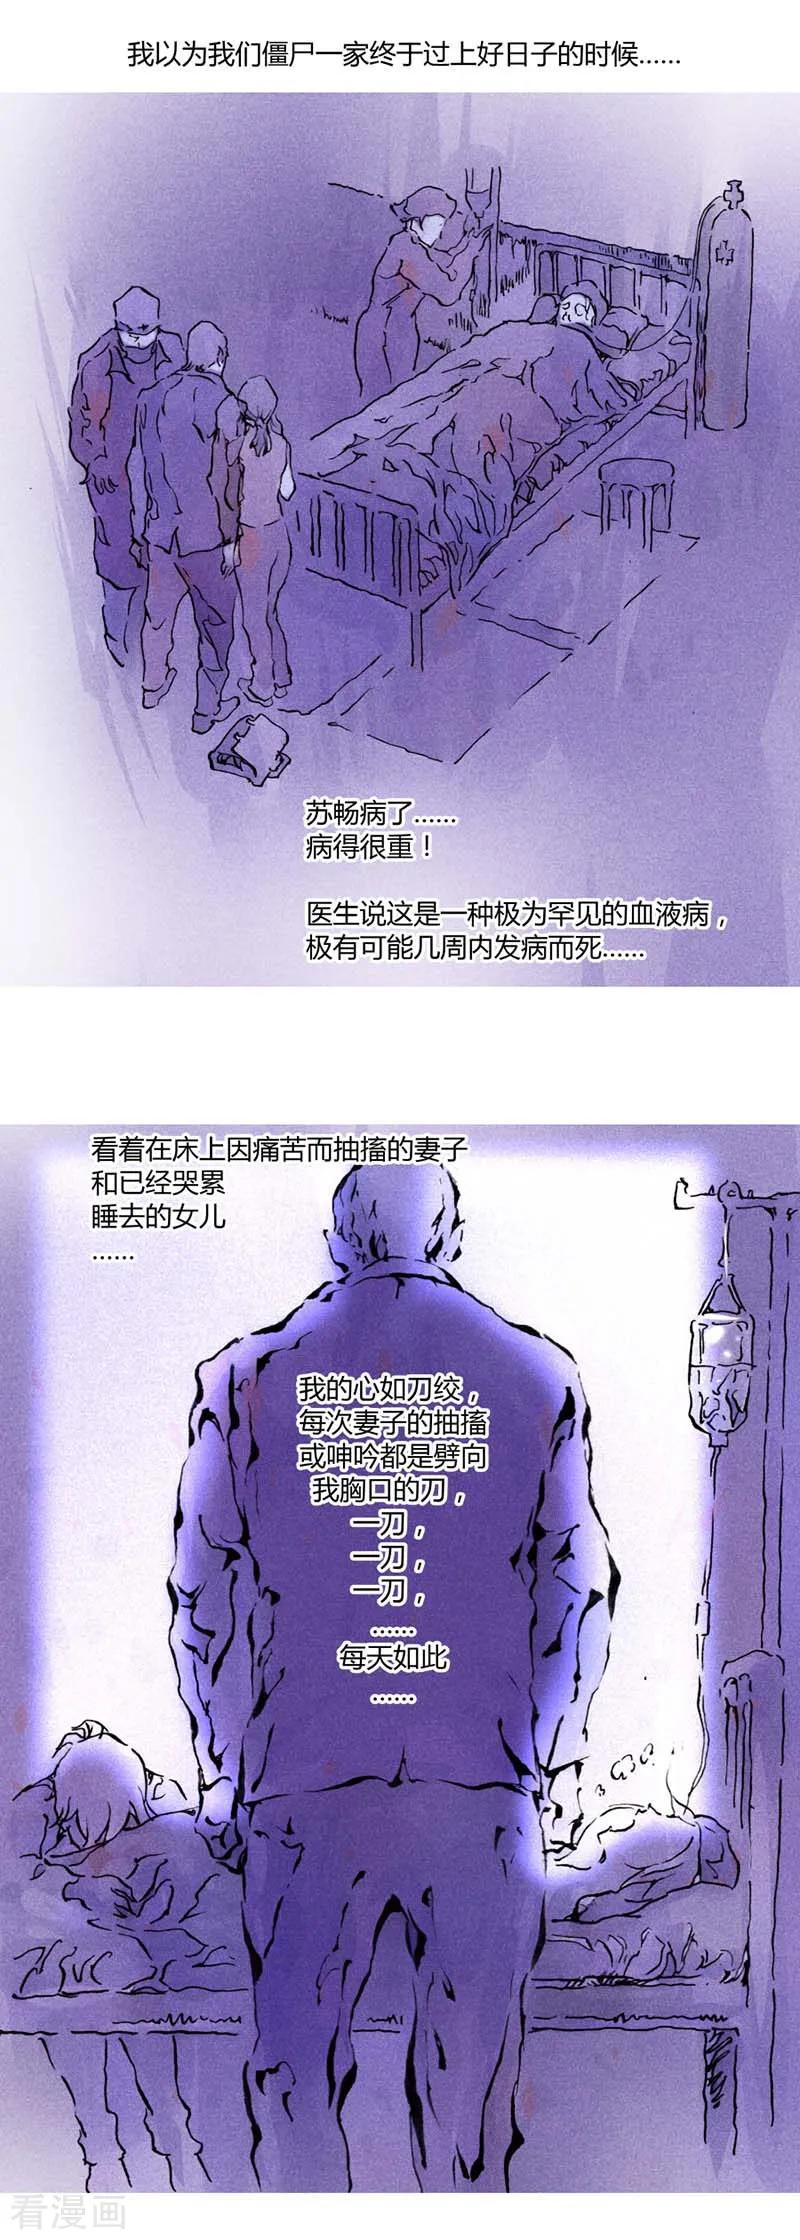 我以为我们僵尸一家终于过上好日子的时候……
苏畅病了……
病得很重！
医生说这是一种极为罕见的血液病，
极有可能几周内发病而死……
看着在床上因痛苦而抽搐的妻子
和已经哭累
睡去的女儿
……
我的心如刀绞，
每次妻子的抽搐
或呻吟都是劈向
我胸口的刀，
一刀，
一刀，
一刀，
……
每天如此
……
看漫画